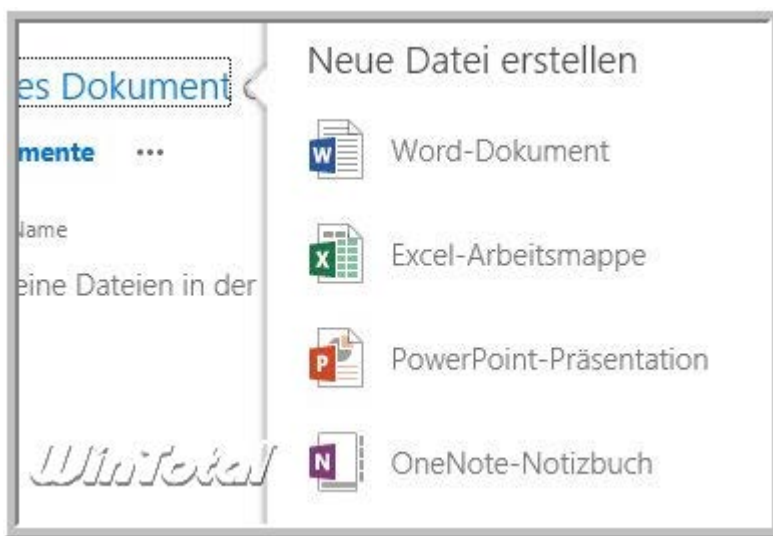 es Dokument
mente ...
Name
eine Dateien in der
WinTotal
Neue Datei erstellen
Word-Dokument
Excel-Arbeitsmappe
PowerPoint-Präsentation
OneNote-Notizbuch